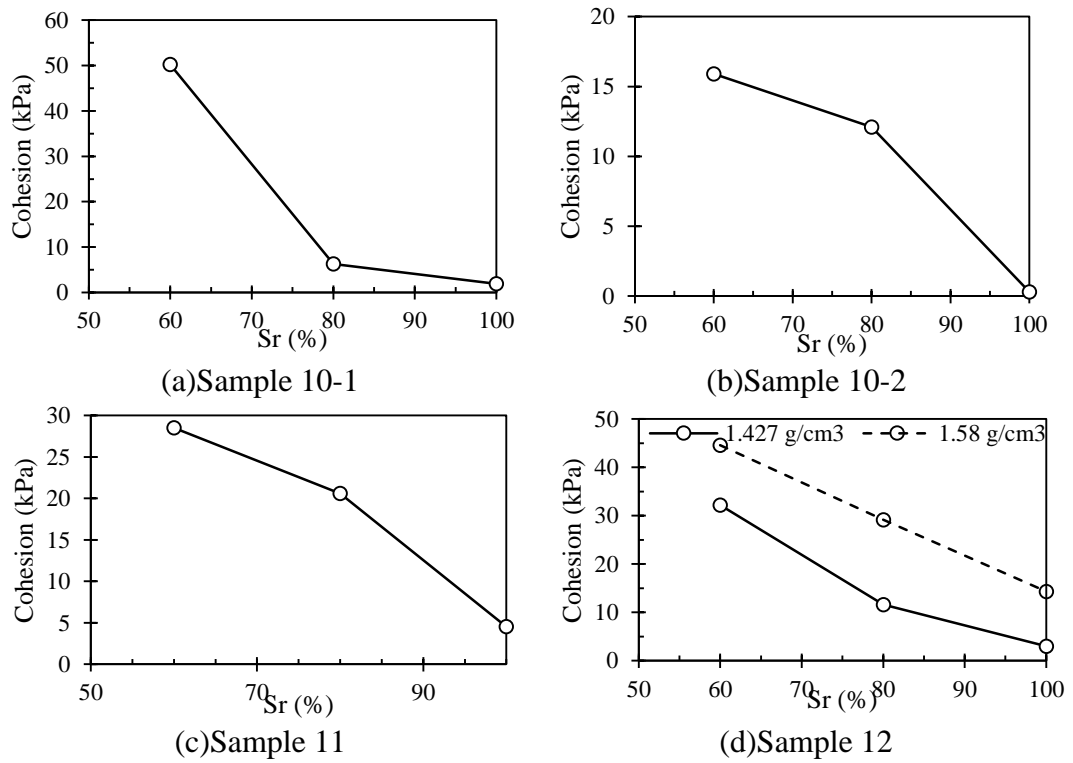 60
50
40
30
20
10
0
Cohesion (kPa)
50 60 70 80 90 100
Sr (%)
(a)Sample 10-1
20
15
10
5
0
Cohesion (kPa)
50 60 70 80 90 100
Sr (%)
(b)Sample 10-2
30
25
20
15
10
5
0
Cohesion (kPa)
50 70 90
Sr (%)
(c)Sample 11
1.427 g/cm3 1.58 g/cm3
50
40
30
20
10
0
Cohesion (kPa)
50 60 70 80 90 100
Sr (%)
(d)Sample 12